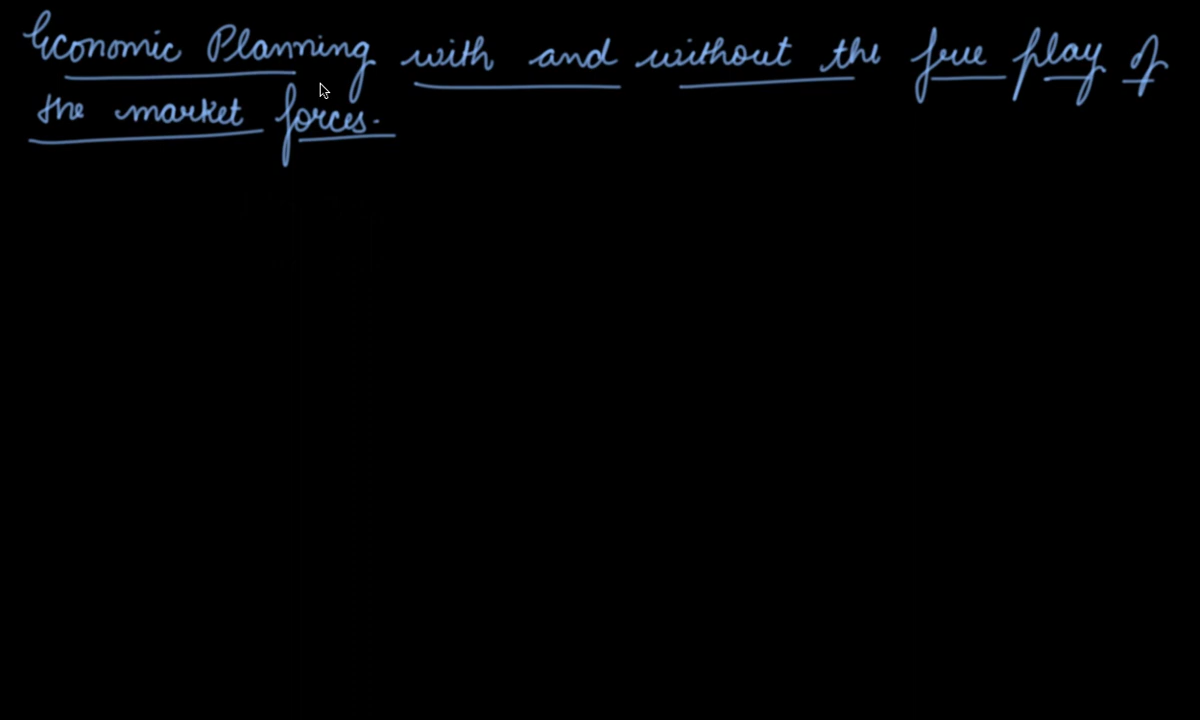 Economic Planning with and without the free play of
the market forces.